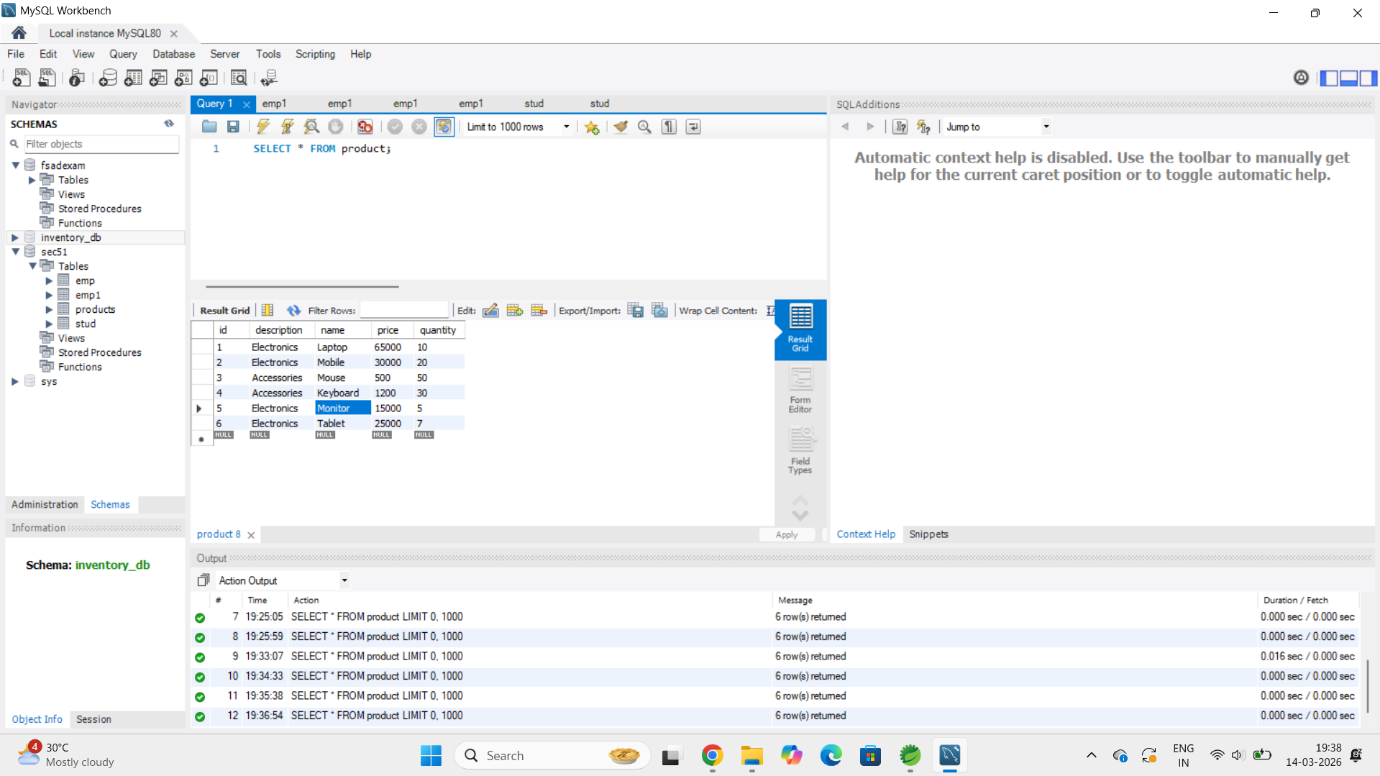 MySQL Workbench
Local instance MySQL80
File Edit View Query Database Server Tools Scripting Help
Navigator
SCHEMAS
Filter objects
fsadexam
Tables
Views
Stored Procedures
Functions
inventory_db
sec51
Tables
emp
emp1
products
stud
Views
Stored Procedures
Functions
sys
Administration Schemas
Information
Schema: inventory_db
Object Info Session
Query 1 emp1 emp1 emp1 emp1 stud stud
Limit to 1000 rows
1 SELECT * FROM product;
Result Grid Filter Rows: Edit: Export/Import: Wrap Cell Content:
id description name price quantity
1 Electronics Laptop 65000 10
2 Electronics Mobile 30000 20
3 Accessories Mouse 500 50
4 Accessories Keyboard 1200 30
5 Electronics Monitor 15000 5
6 Electronics Tablet 25000 7
NULL NULL NULL NULL NULL
Result
Grid
Form
Editor
Field
Types
product 8 Apply
SQLAdditions
Jump to
Automatic context help is disabled. Use the toolbar to manually get
help for the current caret position or to toggle automatic help.
Context Help Snippets
Output
Action Output
# Time Action Message Duration / Fetch
7 19:25:05 SELECT * FROM product LIMIT 0, 1000 6 row(s) returned 0.000 sec / 0.000 sec
8 19:25:59 SELECT * FROM product LIMIT 0, 1000 6 row(s) returned 0.000 sec / 0.000 sec
9 19:33:07 SELECT * FROM product LIMIT 0, 1000 6 row(s) returned 0.016 sec / 0.000 sec
10 19:34:33 SELECT * FROM product LIMIT 0, 1000 6 row(s) returned 0.000 sec / 0.000 sec
11 19:35:38 SELECT * FROM product LIMIT 0, 1000 6 row(s) returned 0.000 sec / 0.000 sec
12 19:36:54 SELECT * FROM product LIMIT 0, 1000 6 row(s) returned 0.000 sec / 0.000 sec
4 30°C
Mostly cloudy
Search
ENG
IN
19:38
14-03-2026